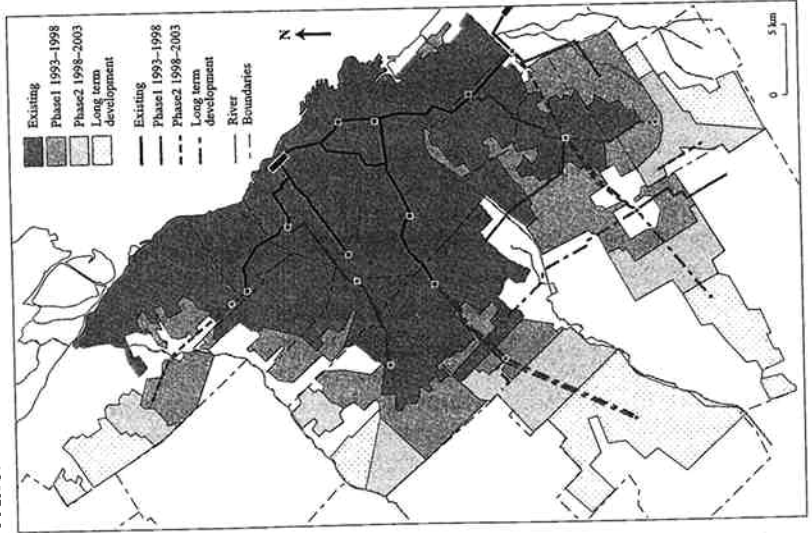 Existing
Phase1 1993–1998
Phase2 1998–2003
Long term
development
Existing
Phase1 1993–1998
Phase2 1998–2003
Long term
development
River
Boundaries
N
0
5 km